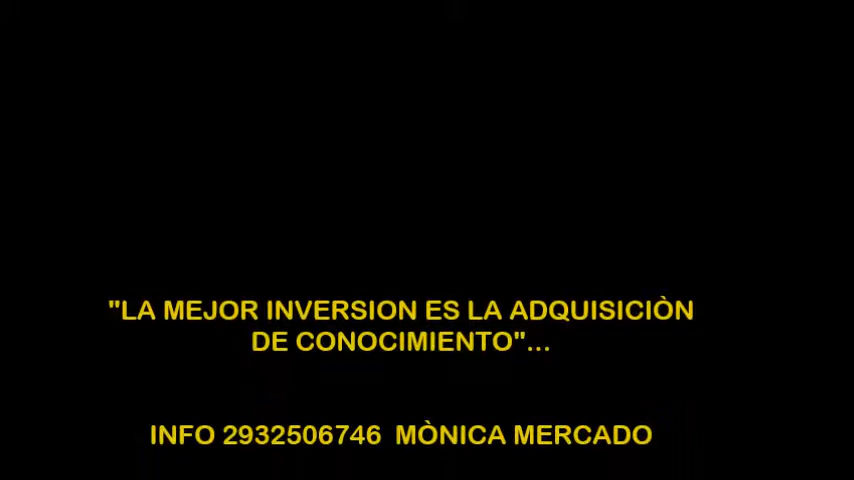 "LA MEJOR INVERSION ES LA ADQUISICIÒN
DE CONOCIMIENTO"...
INFO 2932506746 MÒNICA MERCADO